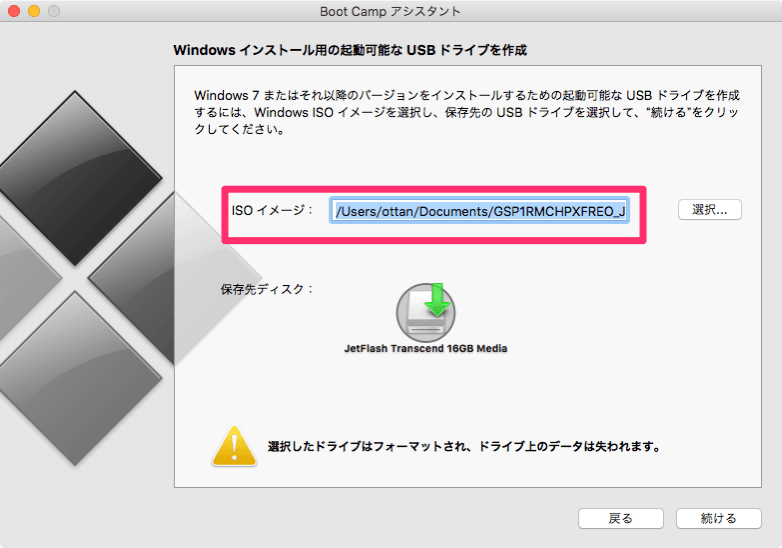 Boot Camp アシスタント
Windows インストール用の起動可能な USB ドライブを作成
Windows 7 またはそれ以降のバージョンをインストールするための起動可能な USB ドライブを作成
するには、Windows ISO イメージを選択し、保存先の USB ドライブを選択して、“続ける”をクリッ
クしてください。
ISO イメージ： /Users/ottan/Documents/GSP1RMCHPXFREO_J 選択...
保存先ディスク：
JetFlash Transcend 16GB Media
選択したドライブはフォーマットされ、ドライブ上のデータは失われます。
戻る 続ける